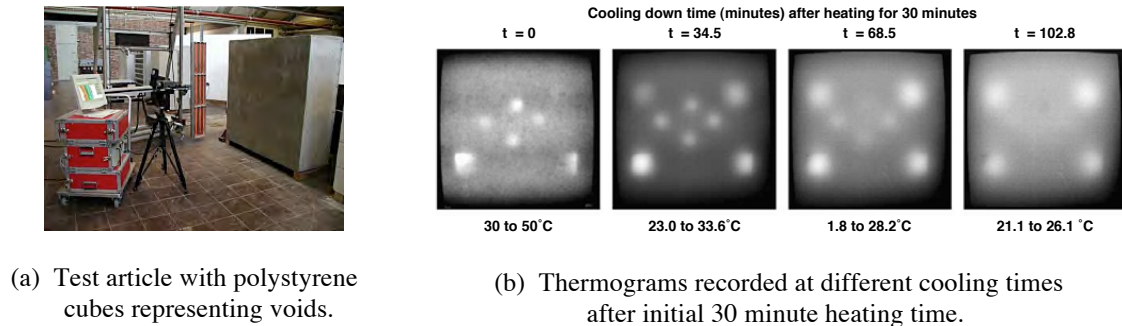 Cooling down time (minutes) after heating for 30 minutes
t = 0 t = 34.5 t = 68.5 t = 102.8
30 to 50˚C 23.0 to 33.6˚C 1.8 to 28.2˚C 21.1 to 26.1 ˚C
(a) Test article with polystyrene
cubes representing voids.
(b) Thermograms recorded at different cooling times
after initial 30 minute heating time.